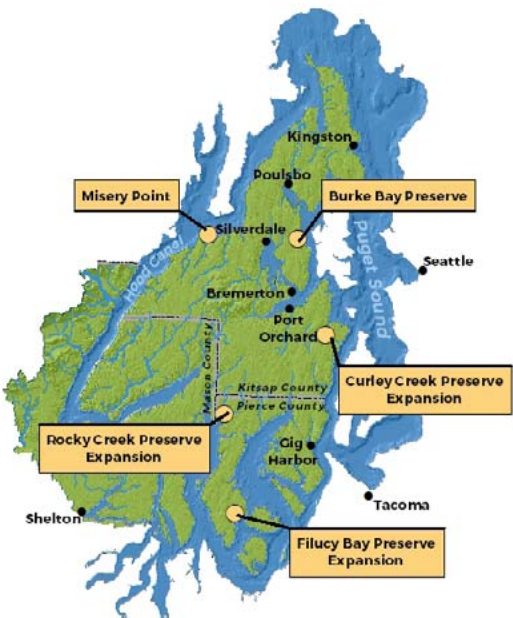 Kingston
Poulsbo
Misery Point
Burke Bay Preserve
Silverdale
Hood Canal
Puget Sound
Seattle
Bremerton
Port
Orchard
Mason County
Kitsap County
Pierce County
Curley Creek Preserve
Expansion
Rocky Creek Preserve
Expansion
Gig
Harbor
Tacoma
Shelton
Filucy Bay Preserve
Expansion